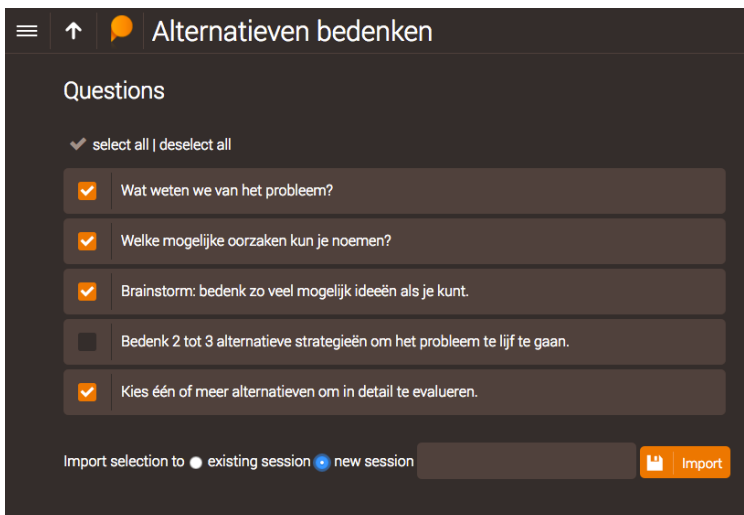 Alternatieven bedenken
Questions
select all | deselect all
Wat weten we van het probleem?
Welke mogelijke oorzaken kun je noemen?
Brainstorm: bedenk zo veel mogelijk ideeën als je kunt.
Bedenk 2 tot 3 alternatieve strategieën om het probleem te lijf te gaan.
Kies één of meer alternatieven om in detail te evalueren.
Import selection to existing session new session Import